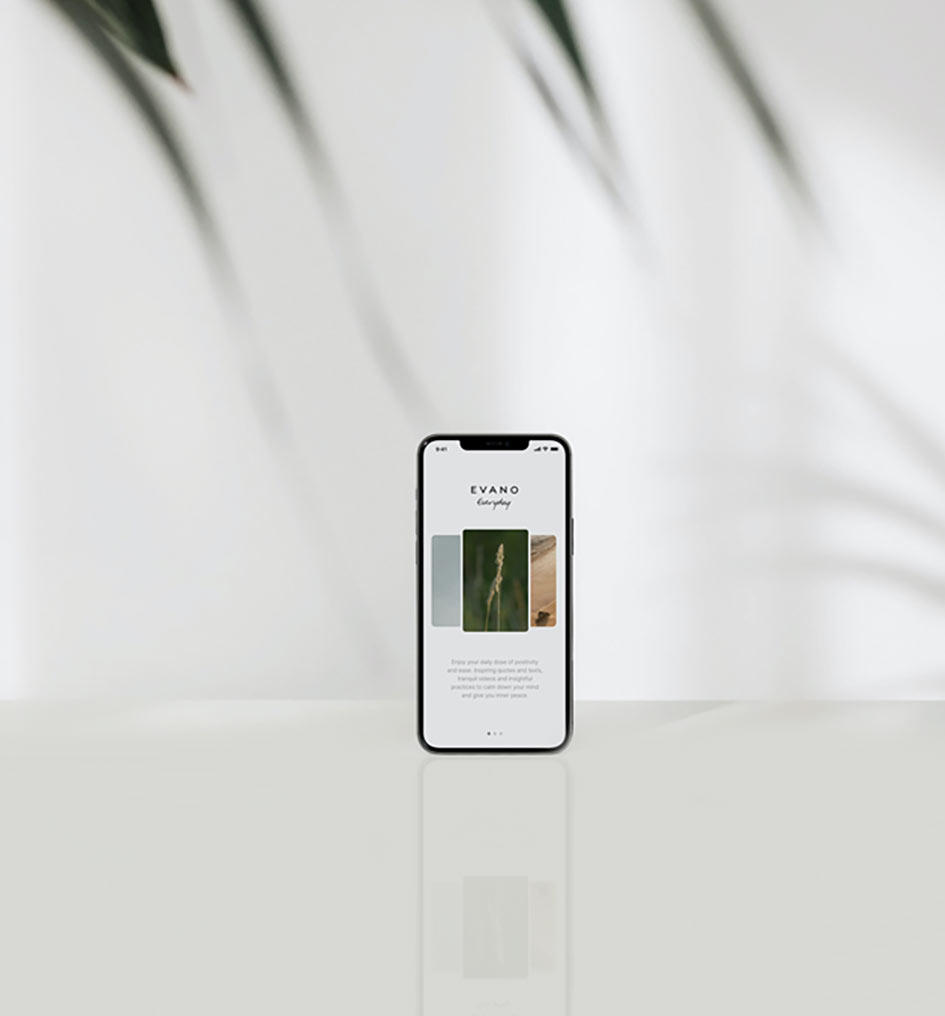 9:41
EVANO
Everyday
Enjoy your daily dose of positivity
and ease. Inspiring quotes and texts,
tranquil videos and insightful
practices to calm down your mind
and give you inner peace.